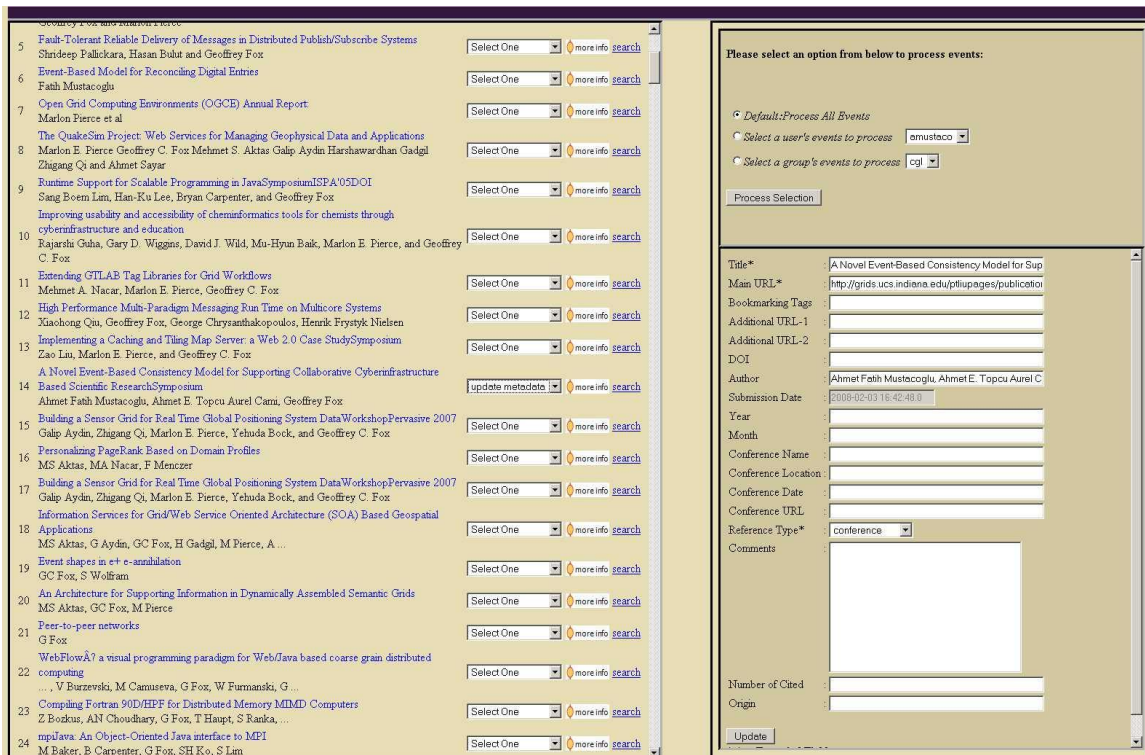 Geoffrey Fox and Marlon Pierce
5 Fault-Tolerant Reliable Delivery of Messages in Distributed Publish/Subscribe Systems
Shrideep Pallickara, Hasan Bulut and Geoffrey Fox
Select One more info search
6 Event-Based Model for Reconciling Digital Entries
Fatih Mustacoglu
Select One more info search
7 Open Grid Computing Environments (OGCE) Annual Report:
Marlon Pierce et al
Select One more info search
The QuakeSim Project: Web Services for Managing Geophysical Data and Applications
8 Marlon E. Pierce Geoffrey C. Fox Mehmet S. Aktas Galip Aydin Harshawardhan Gadgil
Zhigang Qi and Ahmet Sayar
Select One more info search
9 Runtime Support for Scalable Programming in JavaSymposiumISPA'05DOI
Sang Boem Lim, Han-Ku Lee, Bryan Carpenter, and Geoffrey Fox
Select One more info search
Improving usability and accessibility of cheminformatics tools for chemists through
cyberinfrastructure and education
10 Rajarshi Guha, Gary D. Wiggins, David J. Wild, Mu-Hyun Baik, Marlon E. Pierce, and Geoffrey
C. Fox
Select One more info search
11 Extending GTLAB Tag Libraries for Grid Workflows
Mehmet A. Nacar, Marlon E. Pierce, Geoffrey C. Fox
Select One more info search
12 High Performance Multi-Paradigm Messaging Run Time on Multicore Systems
Xiaohong Qiu, Geoffrey Fox, George Chrysanthakopoulos, Henrik Frystyk Nielsen
Select One more info search
13 Implementing a Caching and Tiling Map Server: a Web 2.0 Case StudySymposium
Zao Liu, Marlon E. Pierce, and Geoffrey C. Fox
Select One more info search
A Novel Event-Based Consistency Model for Supporting Collaborative Cyberinfrastructure
14 Based Scientific ResearchSymposium
Ahmet Fatih Mustacoglu, Ahmet E. Topcu Aurel Cami, Geoffrey Fox
update metadata more info search
15 Building a Sensor Grid for Real Time Global Positioning System DataWorkshopPervasive 2007
Galip Aydin, Zhigang Qi, Marlon E. Pierce, Yehuda Bock, and Geoffrey C. Fox
Select One more info search
16 Personalizing PageRank Based on Domain Profiles
MS Aktas, MA Nacar, F Menczer
Select One more info search
17 Building a Sensor Grid for Real Time Global Positioning System DataWorkshopPervasive 2007
Galip Aydin, Zhigang Qi, Marlon E. Pierce, Yehuda Bock, and Geoffrey C. Fox
Select One more info search
Information Services for Grid/Web Service Oriented Architecture (SOA) Based Geospatial
18 Applications
MS Aktas, G Aydin, GC Fox, H Gadgil, M Pierce, A ...
Select One more info search
19 Event shapes in e+ e-annihilation
GC Fox, S Wolfram
Select One more info search
20 An Architecture for Supporting Information in Dynamically Assembled Semantic Grids
MS Aktas, GC Fox, M Pierce
Select One more info search
21 Peer-to-peer networks
G Fox
Select One more info search
WebFlowÂ? a visual programming paradigm for Web/Java based coarse grain distributed
22 computing
... , V Burzevski, M Camuseva, G Fox, W Furmanski, G ...
Select One more info search
23 Compiling Fortran 90D/HPF for Distributed Memory MIMD Computers
Z Bozkus, AN Choudhary, G Fox, T Haupt, S Ranka, ...
Select One more info search
24 mpiJava: An Object-Oriented Java interface to MPI
M Baker, B Carpenter, G Fox, SH Ko, S Lim
Select One more info search
Please select an option from below to process events:
Default:Process All Events
Select a user's events to process amustaco
Select a group's events to process cgl
Process Selection
Title* : A Novel Event-Based Consistency Model for Sup
Main URL* : http://grids.ucs.indiana.edu/ptliupages/publication
Bookmarking Tags :
Additional URL-1 :
Additional URL-2 :
DOI :
Author : Ahmet Fatih Mustacoglu, Ahmet E. Topcu Aurel C
Submission Date : 2008-02-03 16:42:48.0
Year :
Month :
Conference Name :
Conference Location :
Conference Date :
Conference URL :
Reference Type* : conference
Comments :
Number of Cited :
Origin :
Update